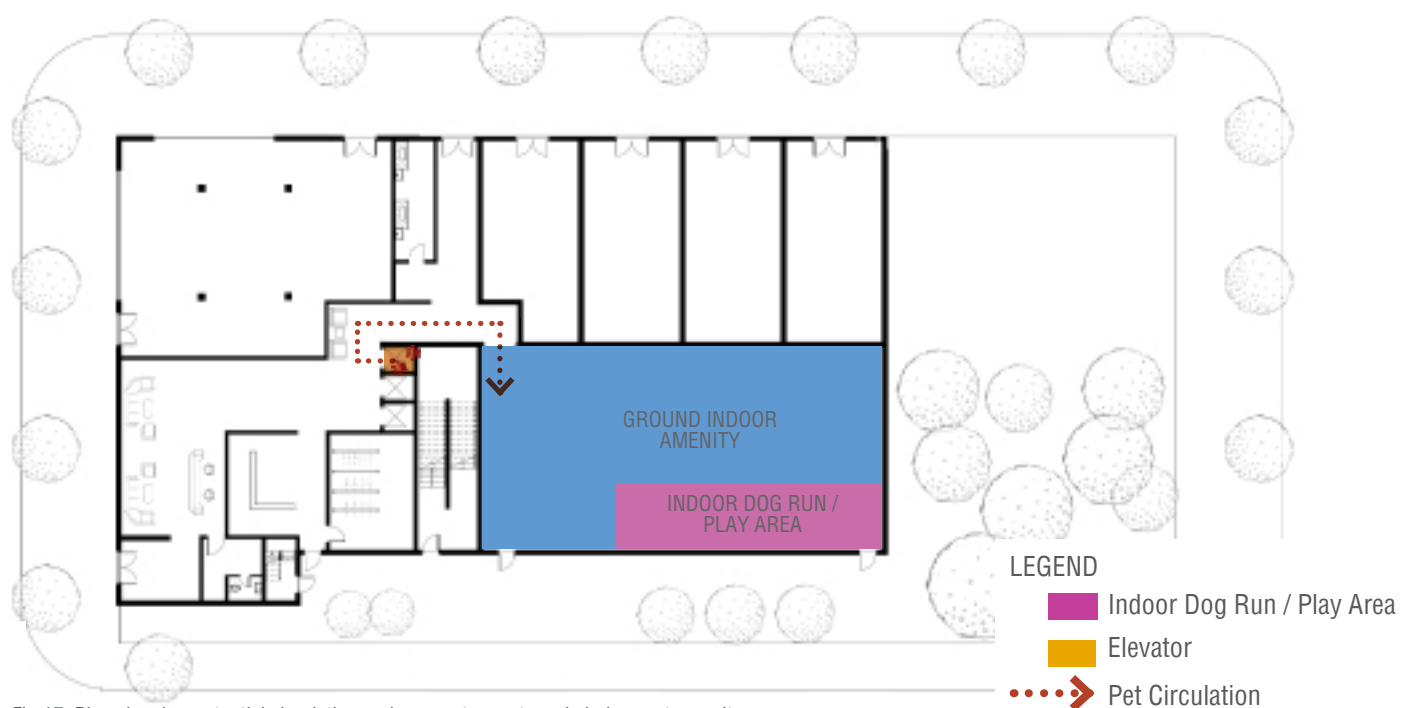 GROUND INDOOR
AMENITY
INDOOR DOG RUN /
PLAY AREA
LEGEND
Indoor Dog Run / Play Area
Elevator
Pet Circulation